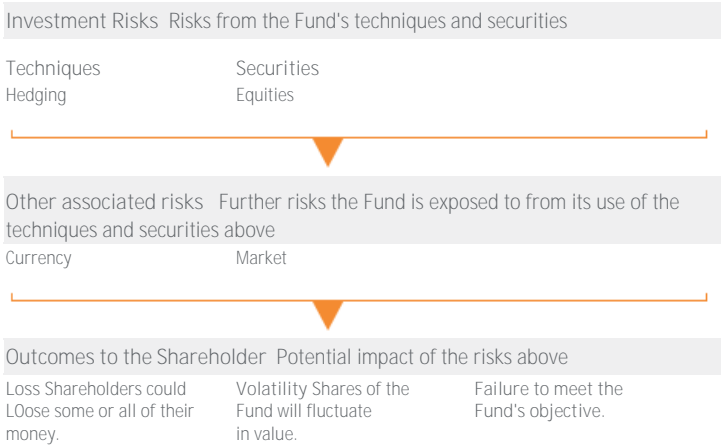 Investment Risks Risks from the Fund's techniques and securities
Techniques Securities
Hedging Equities
Other associated risks Further risks the Fund is exposed to from its use of the
techniques and securities above
Currency Market
Outcomes to the Shareholder Potential impact of the risks above
Loss Shareholders could Volatility Shares of the Failure to meet the
LOose some or all of their Fund will fluctuate Fund's objective.
money. in value.